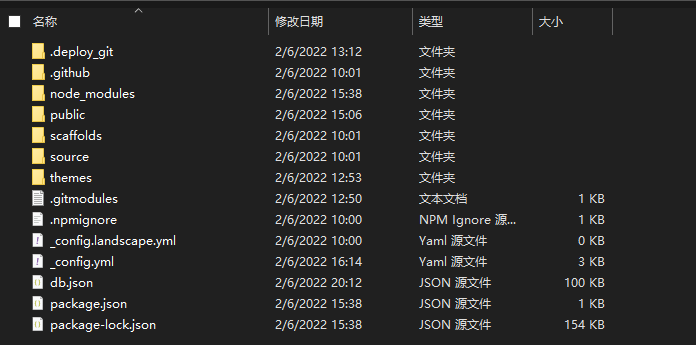 名称 修改日期 类型 大小
.deploy_git 2/6/2022 13:12 文件夹
.github 2/6/2022 10:01 文件夹
node_modules 2/6/2022 15:38 文件夹
public 2/6/2022 15:06 文件夹
scaffolds 2/6/2022 10:01 文件夹
source 2/6/2022 10:01 文件夹
themes 2/6/2022 12:53 文件夹
.gitmodules 2/6/2022 12:50 文本文档 1 KB
.npmignore 2/6/2022 10:00 NPM Ignore 源... 1 KB
_config.landscape.yml 2/6/2022 10:00 Yaml 源文件 0 KB
_config.yml 2/6/2022 16:14 Yaml 源文件 3 KB
db.json 2/6/2022 20:12 JSON 源文件 100 KB
package.json 2/6/2022 15:38 JSON 源文件 1 KB
package-lock.json 2/6/2022 15:38 JSON 源文件 154 KB